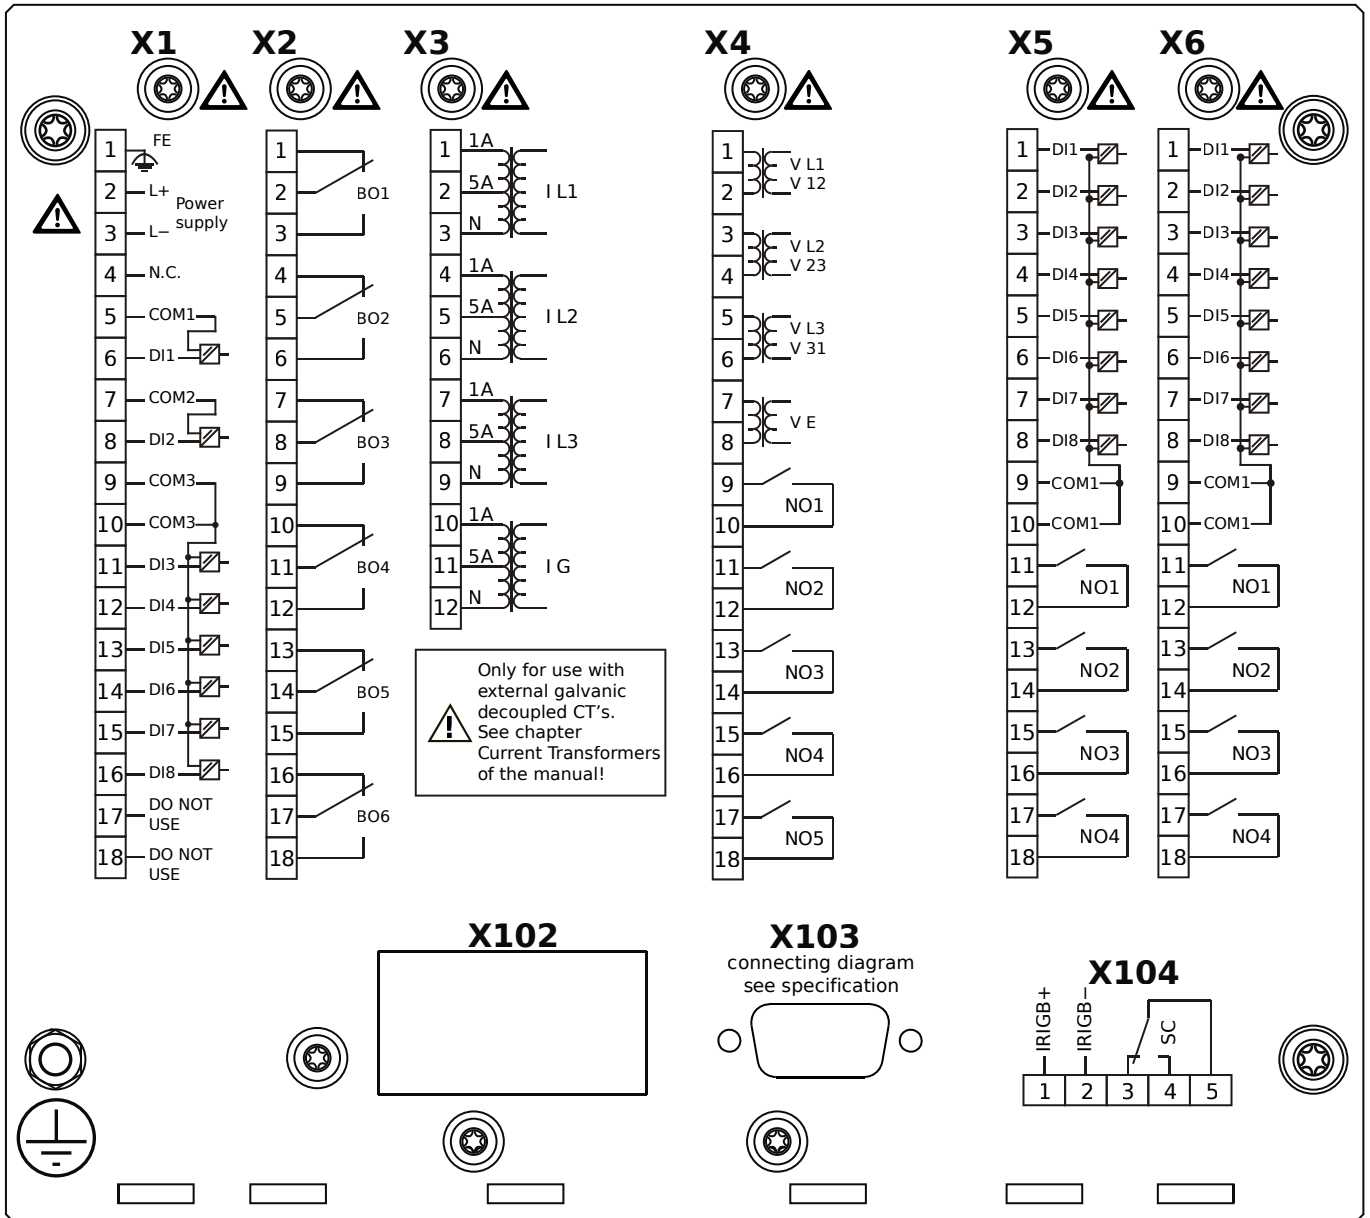 X1
X2
X3
X4
X5
X6
1 FE
2 L+
Power
supply
3 L−
4 N.C.
5 COM1
6 DI1
7 COM2
8 DI2
9 COM3
10 COM3
11 DI3
12 DI4
13 DI5
14 DI6
15 DI7
16 DI8
17 DO NOT
USE
18 DO NOT
USE
1
2 BO1
3
4
5 BO2
6
7
8 BO3
9
10
11 BO4
12
13
14 BO5
15
16
17 BO6
18
1 1A
2 5A I L1
3 N
4 1A
5 5A I L2
6 N
7 1A
8 5A I L3
9 N
10 1A
11 5A I G
12 N
Only for use with
external galvanic
decoupled CT's.
See chapter
Current Transformers
of the manual!
1 V L1
2 V 12
3 V L2
4 V 23
5 V L3
6 V 31
7 V E
8
9 NO1
10
11 NO2
12
13 NO3
14
15 NO4
16
17 NO5
18
1 DI1
2 DI2
3 DI3
4 DI4
5 DI5
6 DI6
7 DI7
8 DI8
9 COM1
10 COM1
11 NO1
12
13 NO2
14
15 NO3
16
17 NO4
18
1 DI1
2 DI2
3 DI3
4 DI4
5 DI5
6 DI6
7 DI7
8 DI8
9 COM1
10 COM1
11 NO1
12
13 NO2
14
15 NO3
16
17 NO4
18
X102
X103
connecting diagram
see specification
X104
IRIGB+
IRIGB−
SC
1 2 3 4 5